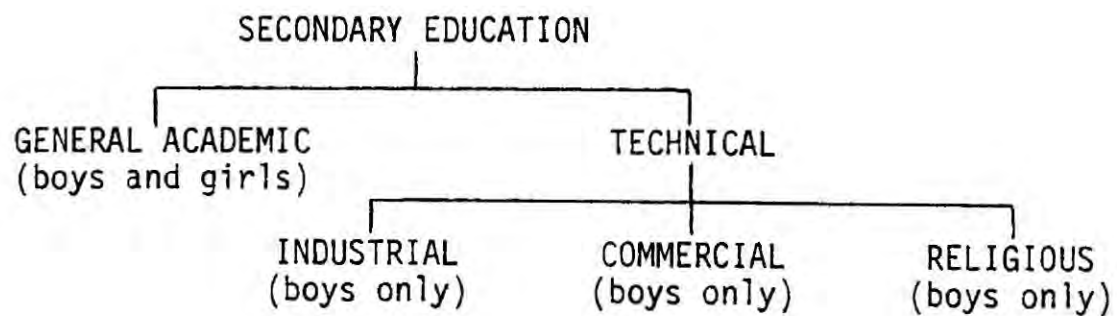 SECONDARY EDUCATION
GENERAL ACADEMIC
(boys and girls)
TECHNICAL
INDUSTRIAL
(boys only)
COMMERCIAL
(boys only)
RELIGIOUS
(boys only)